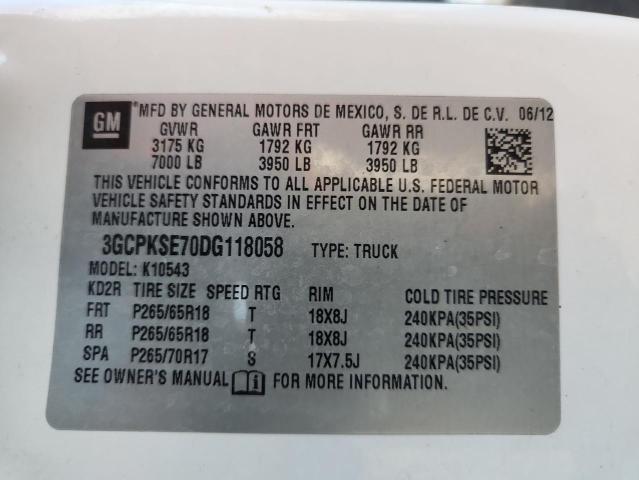 GM *MFD BY GENERAL MOTORS DE MEXICO, S. DE R.L. DE C.V. 06/12
GVWR GAWR FRT GAWR RR
3175 KG 1792 KG 1792 KG
7000 LB 3950 LB 3950 LB
THIS VEHICLE CONFORMS TO ALL APPLICABLE U.S. FEDERAL MOTOR
VEHICLE SAFETY STANDARDS IN EFFECT ON THE DATE OF
MANUFACTURE SHOWN ABOVE.
3GCPKSE70DG118058 TYPE: TRUCK
MODEL: K10543
KD2R TIRE SIZE SPEED RTG RIM COLD TIRE PRESSURE
FRT P265/65R18 T 18X8J 240KPA(35PSI)
RR P265/65R18 T 18X8J 240KPA(35PSI)
SPA P265/70R17 S 17X7.5J 240KPA(35PSI)
SEE OWNER'S MANUAL FOR MORE INFORMATION.